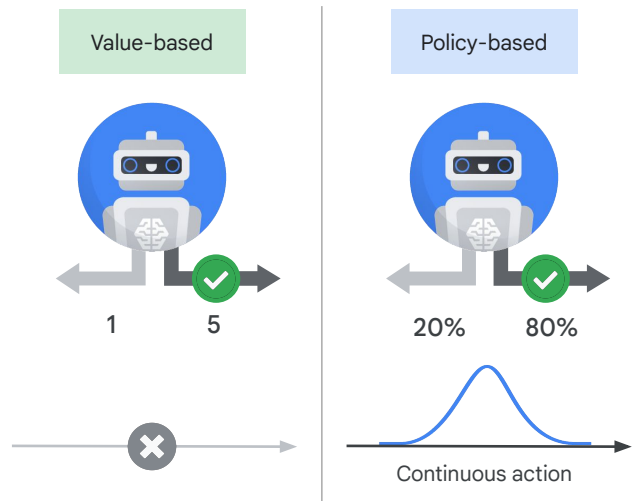 Value-based
Policy-based
1
5
20%
80%
Continuous action